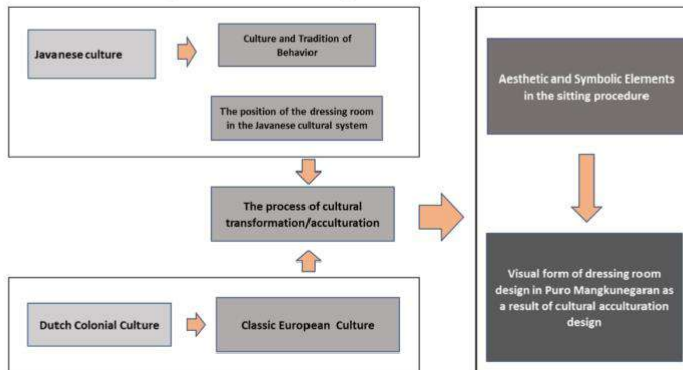 Javanese culture
Culture and Tradition of
Behavior
The position of the dressing room
in the Javanese cultural system
The process of cultural
transformation/acculturation
Dutch Colonial Culture
Classic European Culture
Aesthetic and Symbolic Elements
in the sitting procedure
Visual form of dressing room
design in Puro Mangkunegaran as
a result of cultural acculturation
design